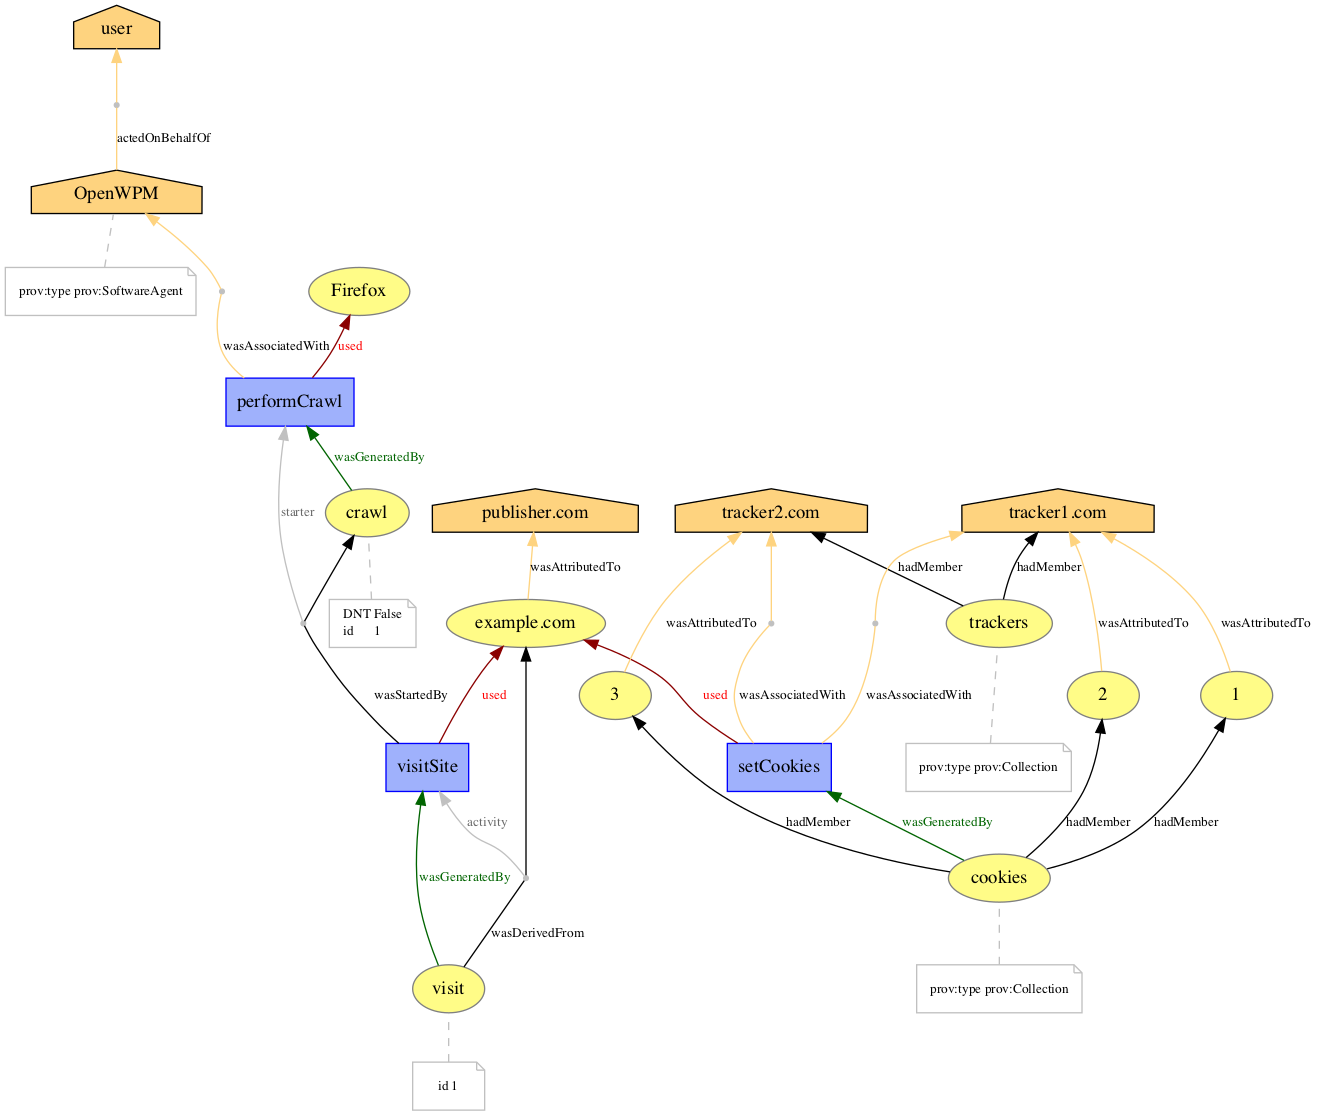 user
actedOnBehalfOf
OpenWPM
prov:type prov:SoftwareAgent
Firefox
wasAssociatedWith
used
performCrawl
wasGeneratedBy
starter
crawl
publisher.com
tracker2.com
tracker1.com
wasAttributedTo
hadMember
hadMember
DNT False
id 1
example.com
trackers
wasAttributedTo
wasAttributedTo
wasAttributedTo
wasStartedBy
used
3
used
wasAssociatedWith
wasAssociatedWith
2
1
visitSite
setCookies
prov:type prov:Collection
activity
hadMember
wasGeneratedBy
hadMember
hadMember
wasGeneratedBy
cookies
wasDerivedFrom
visit
prov:type prov:Collection
id 1